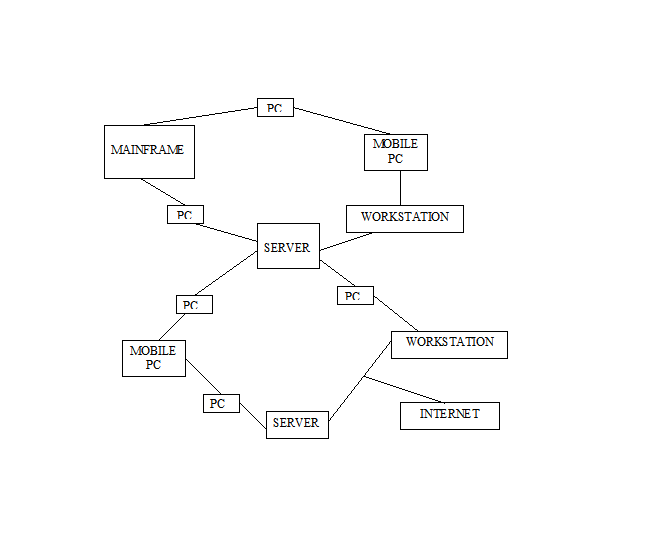 PC
MAINFRAME
MOBILE
PC
PC
WORKSTATION
SERVER
PC
PC
WORKSTATION
MOBILE
PC
PC
INTERNET
SERVER